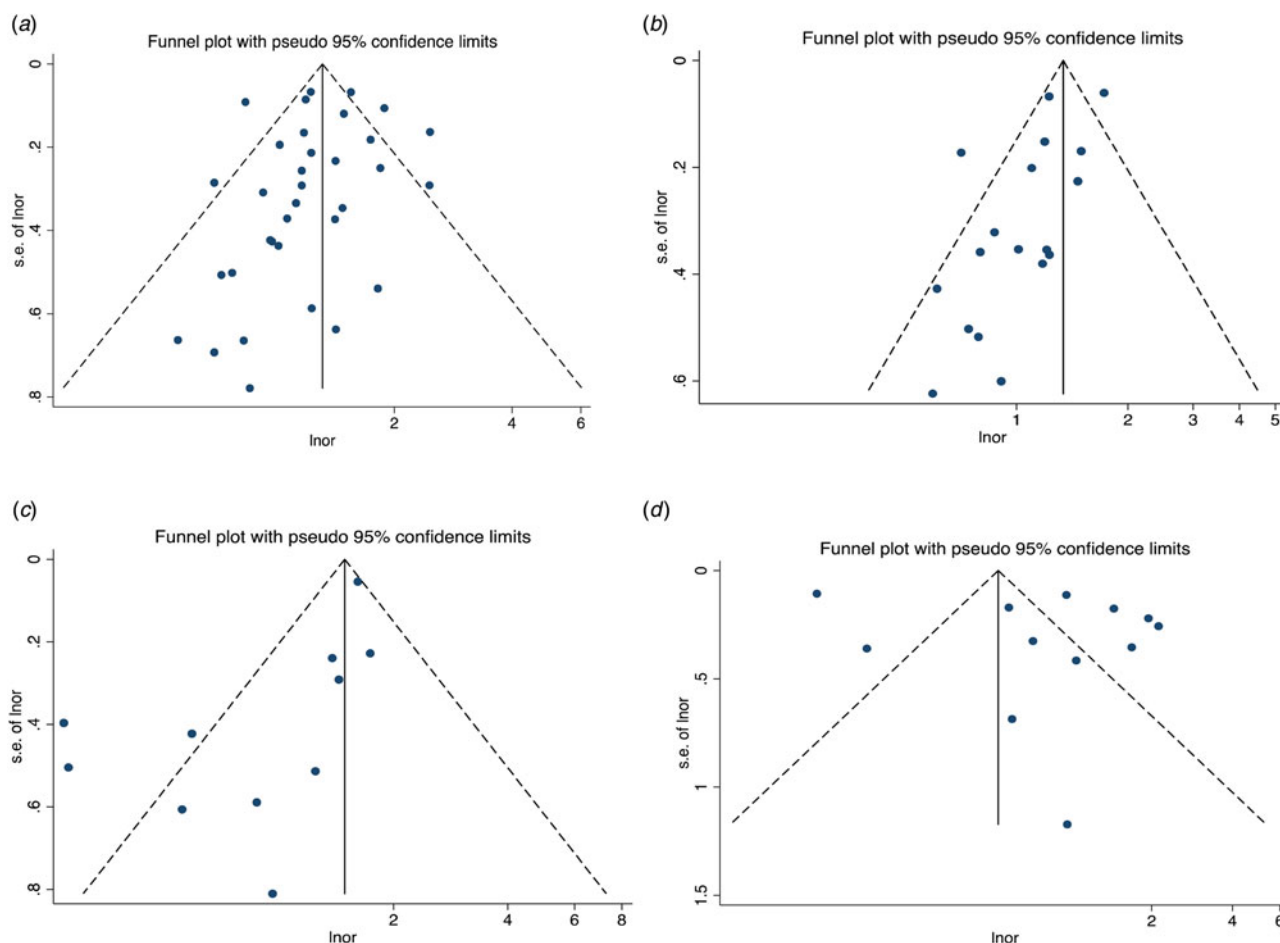 (a)
Funnel plot with pseudo 95% confidence limits
0
.2
.4
.6
.8
s.e. of lnor
2 4 6
lnor
(b)
Funnel plot with pseudo 95% confidence limits
0
.2
.4
.6
s.e. of lnor
1 2 3 4 5
lnor
(c)
Funnel plot with pseudo 95% confidence limits
0
.2
.4
.6
.8
s.e. of lnor
2 4 6 8
lnor
(d)
Funnel plot with pseudo 95% confidence limits
0
.5
1
1.5
s.e. of lnor
2 6
lnor